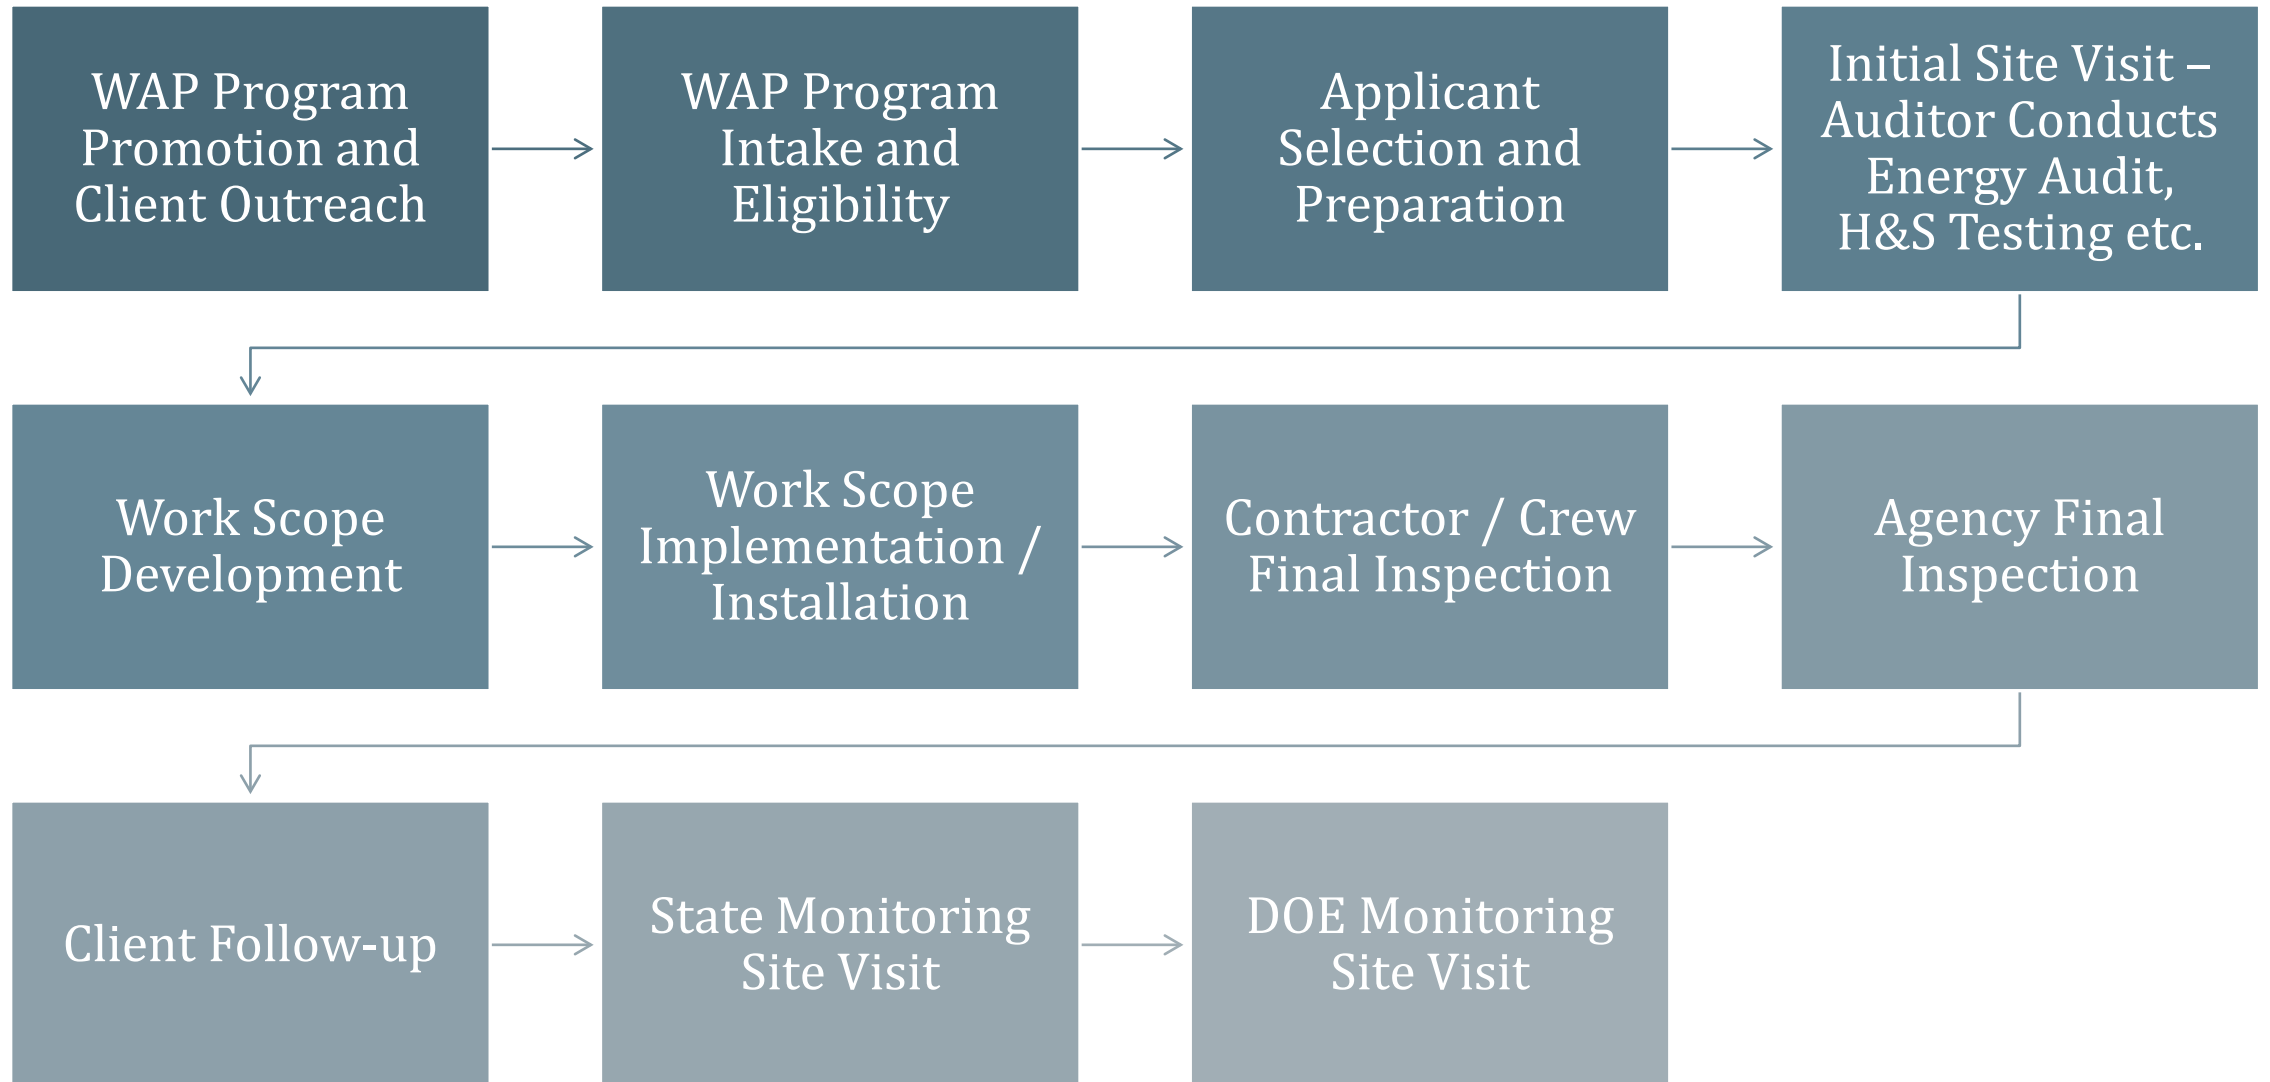 WAP Program
Promotion and
Client Outreach
WAP Program
Intake and
Eligibility
Applicant
Selection and
Preparation
Initial Site Visit –
Auditor Conducts
Energy Audit,
H&S Testing etc.
Work Scope
Development
Work Scope
Implementation /
Installation
Contractor / Crew
Final Inspection
Agency Final
Inspection
Client Follow-up
State Monitoring
Site Visit
DOE Monitoring
Site Visit